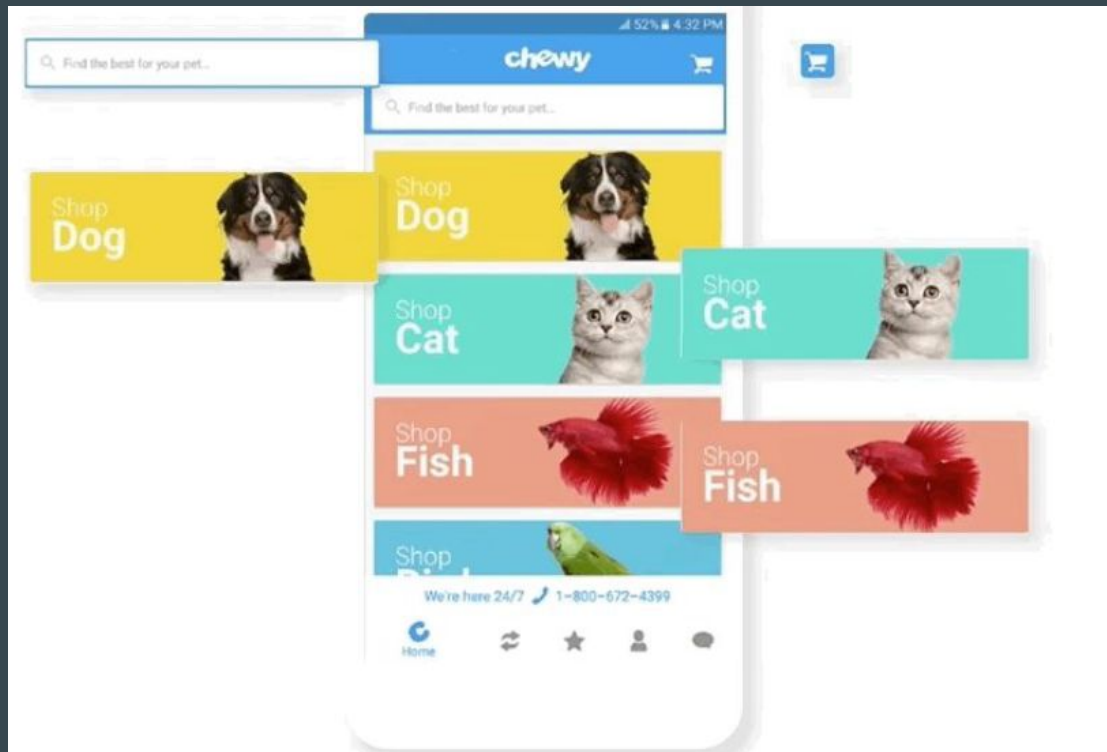 52% 4:32 PM
Find the best for your pet...
chewy
Find the best for your pet...
Shop
Dog
Shop
Dog
Shop
Cat
Shop
Cat
Shop
Fish
Shop
Fish
Shop
We're here 24/7 1-800-672-4399
Home